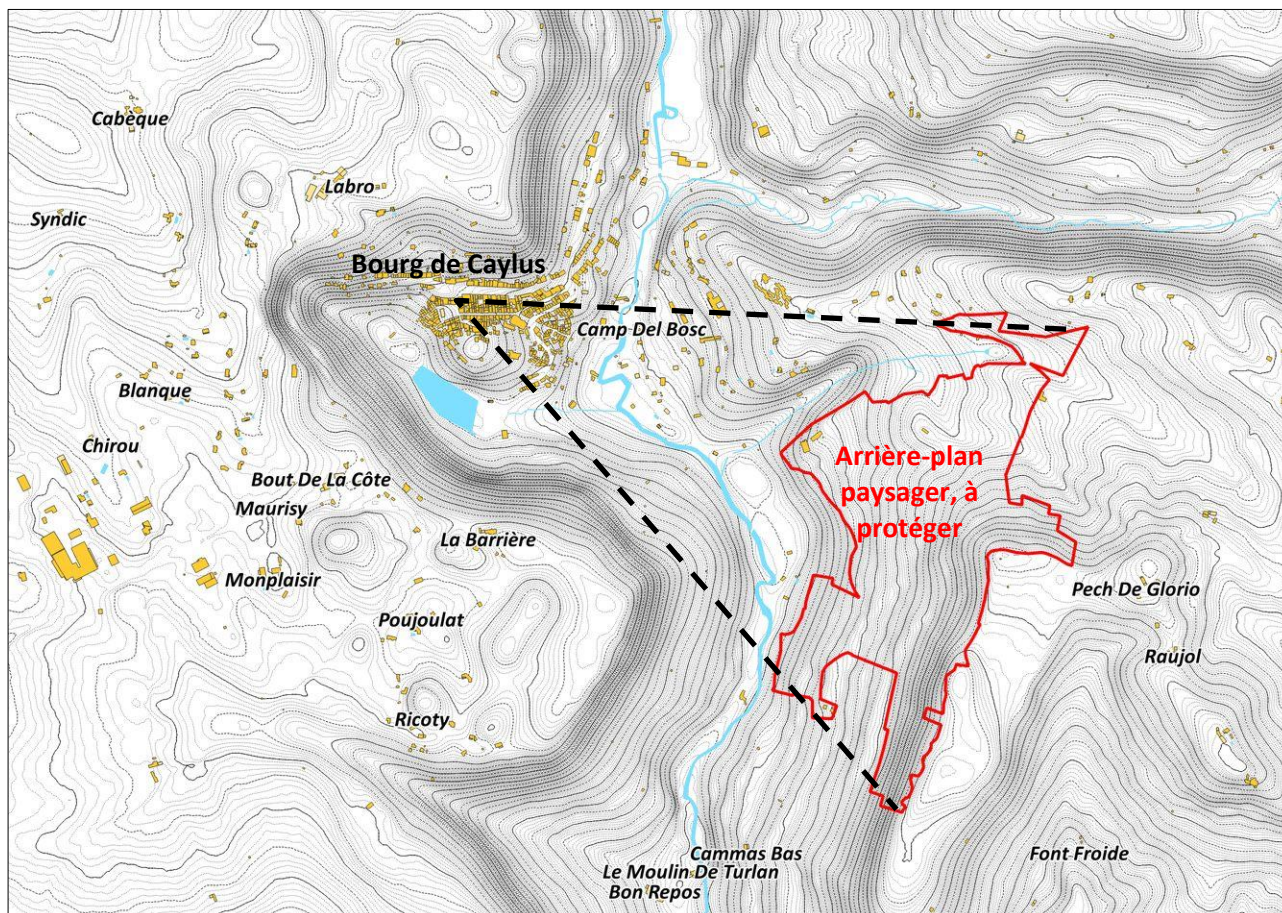 Cabèque
Labro
Syndic
Bourg de Caylus
Camp Del Bosc
Blanque
Chirou
Bout De La Côte
Maurisy
La Barrière
Monplaisir
Poujoulat
Ricoty
Arrière-plan
paysager, à
protéger
Pech De Glorio
Raujol
Cammas Bas
Le Moulin De Turlan
Bon Repos
Font Froide